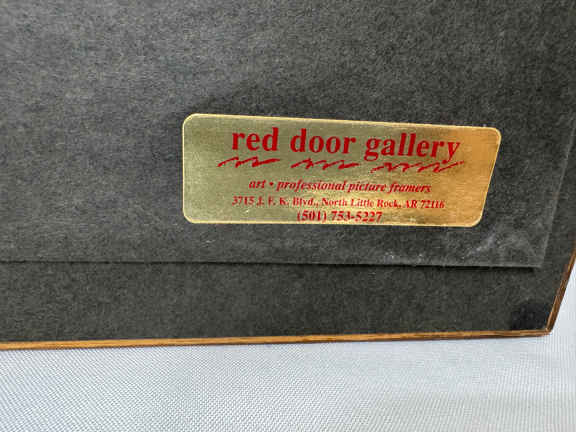 red door gallery
art • professional picture framers
3715 J. F. K. Blvd., North Little Rock, AR 72116
(501) 753-5227